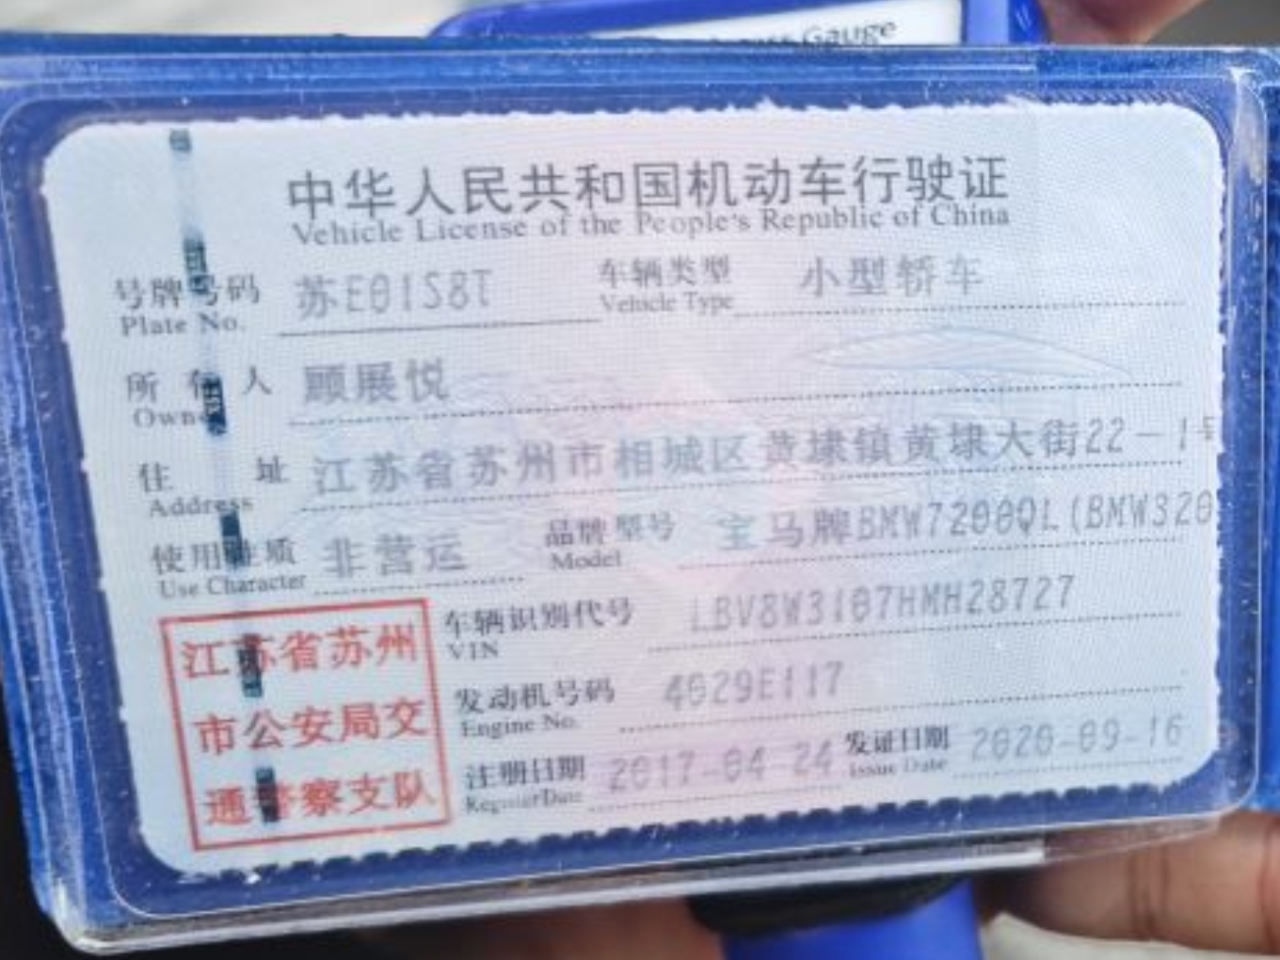 Gauge
中华人民共和国机动车行驶证
Vehicle License of the People's Republic of China
号牌号码 苏E01S8T 车辆类型 小型轿车
Plate No. Vehicle Type
所有人 顾展悦
Owner
住址 江苏省苏州市相城区黄埭镇黄埭大街22-1号
Address
使用性质 非营运 品牌型号 宝马牌BMW7200QL(BMW320
Use Character Model
江苏省苏州 车辆识别代号 LBV8W3107HMH28727
VIN
市公安局交 发动机号码 4029E117
Engine No.
通警察支队 注册日期 2017-04-24 发证日期 2020-09-16
Register Date Issue Date